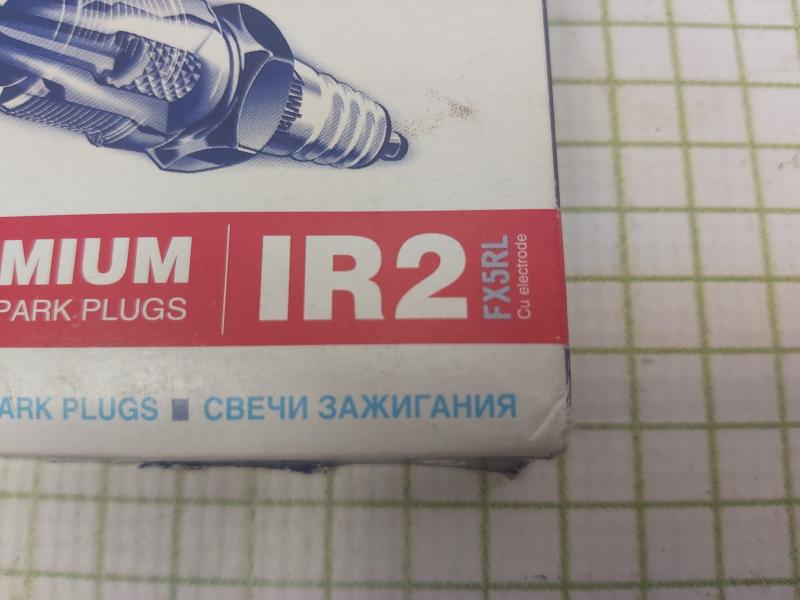 MIUM
PARK PLUGS
IR2
FX5RL
Cu electrode
ARK PLUGS ■ СВЕЧИ ЗАЖИГАНИЯ